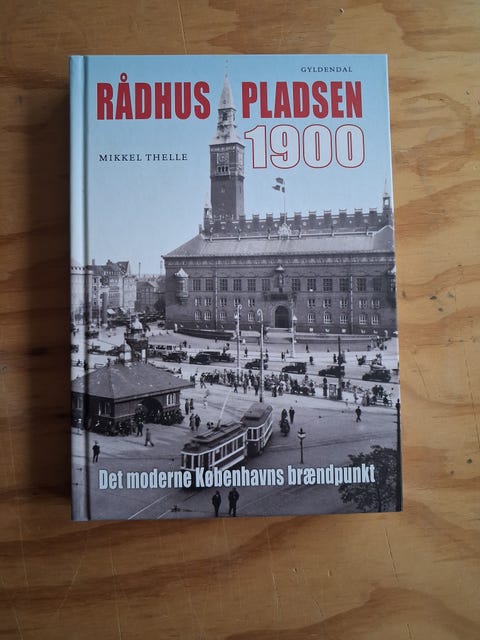 GYLDENDAL
RÅDHUS PLADSEN
1900
MIKKEL THELLE
Det moderne Københavns brændpunkt